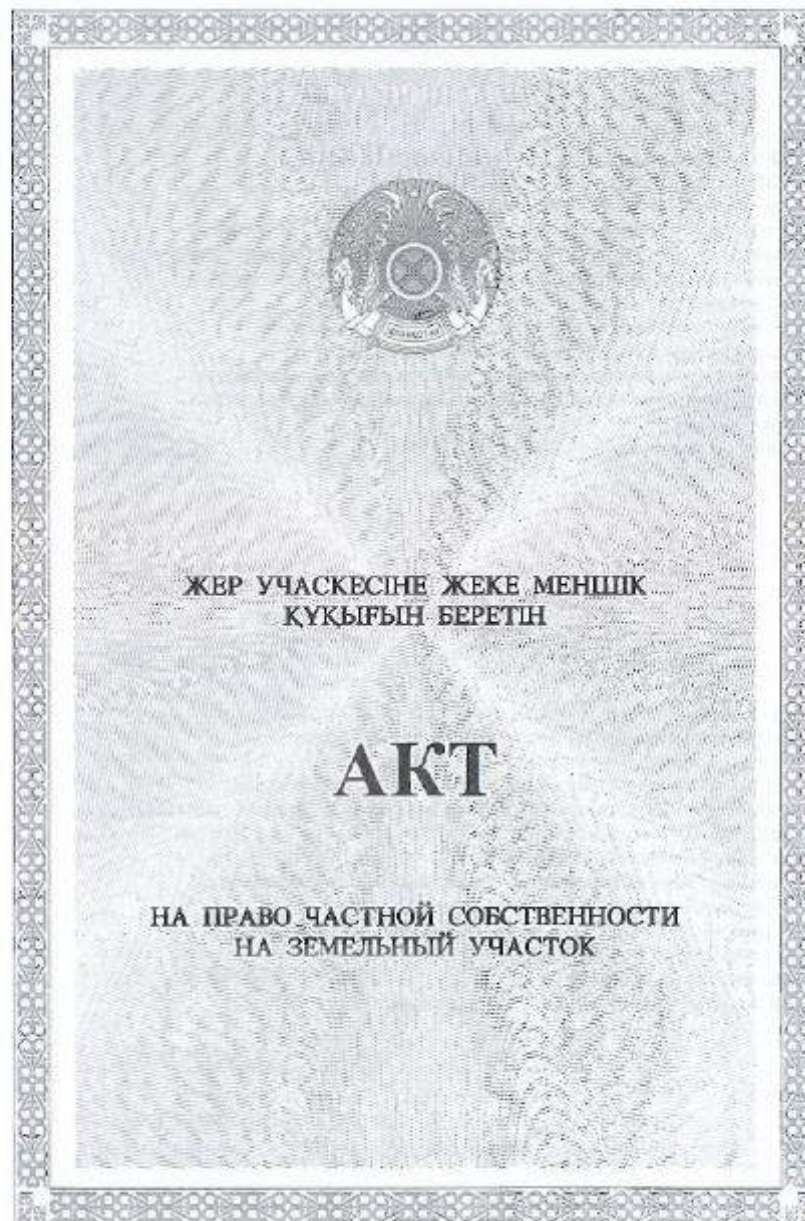 ЖЕР УЧАСКЕСІНЕ ЖЕКЕ МЕНШІК
ҚҰҚЫҒЫН БЕРЕТІН
АКТ
НА ПРАВО ЧАСТНОЙ СОБСТВЕННОСТИ
НА ЗЕМЕЛЬНЫЙ УЧАСТОК